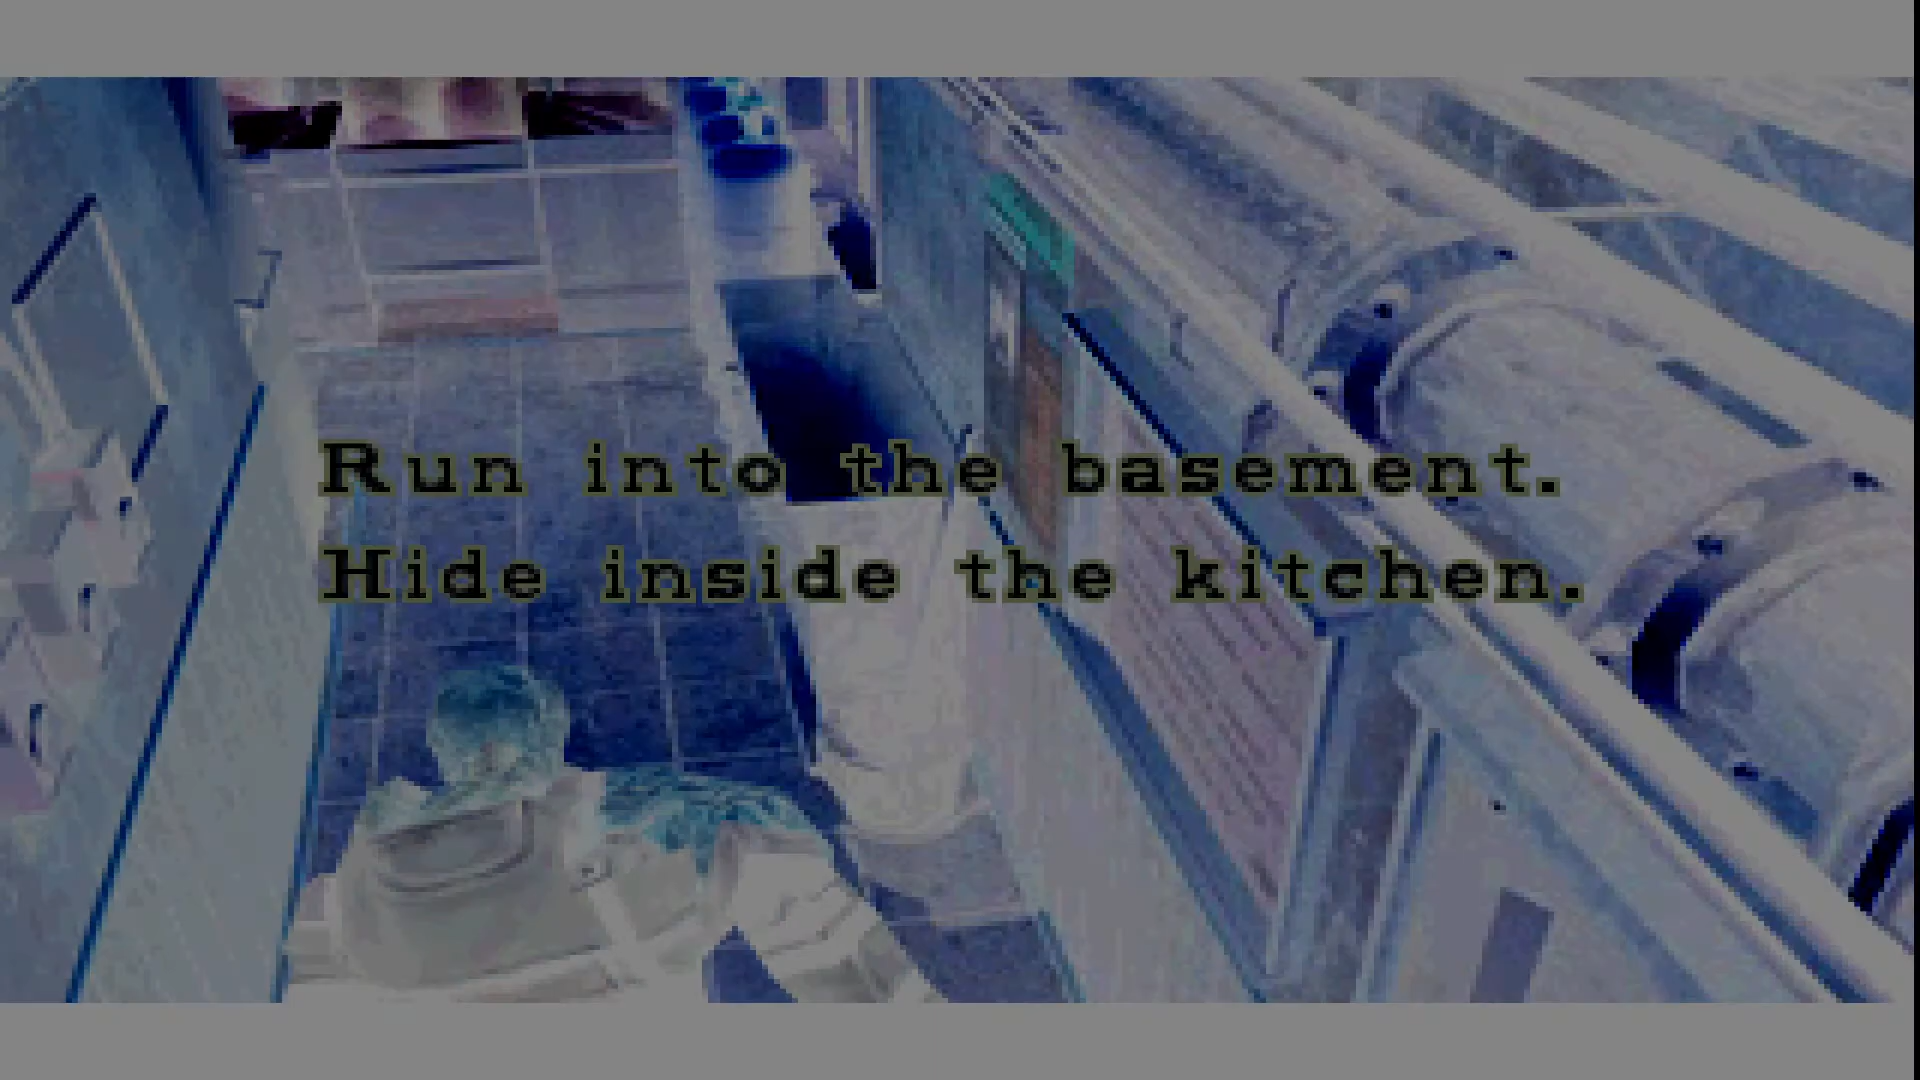 Run into the basement.
Hide inside the kitchen.